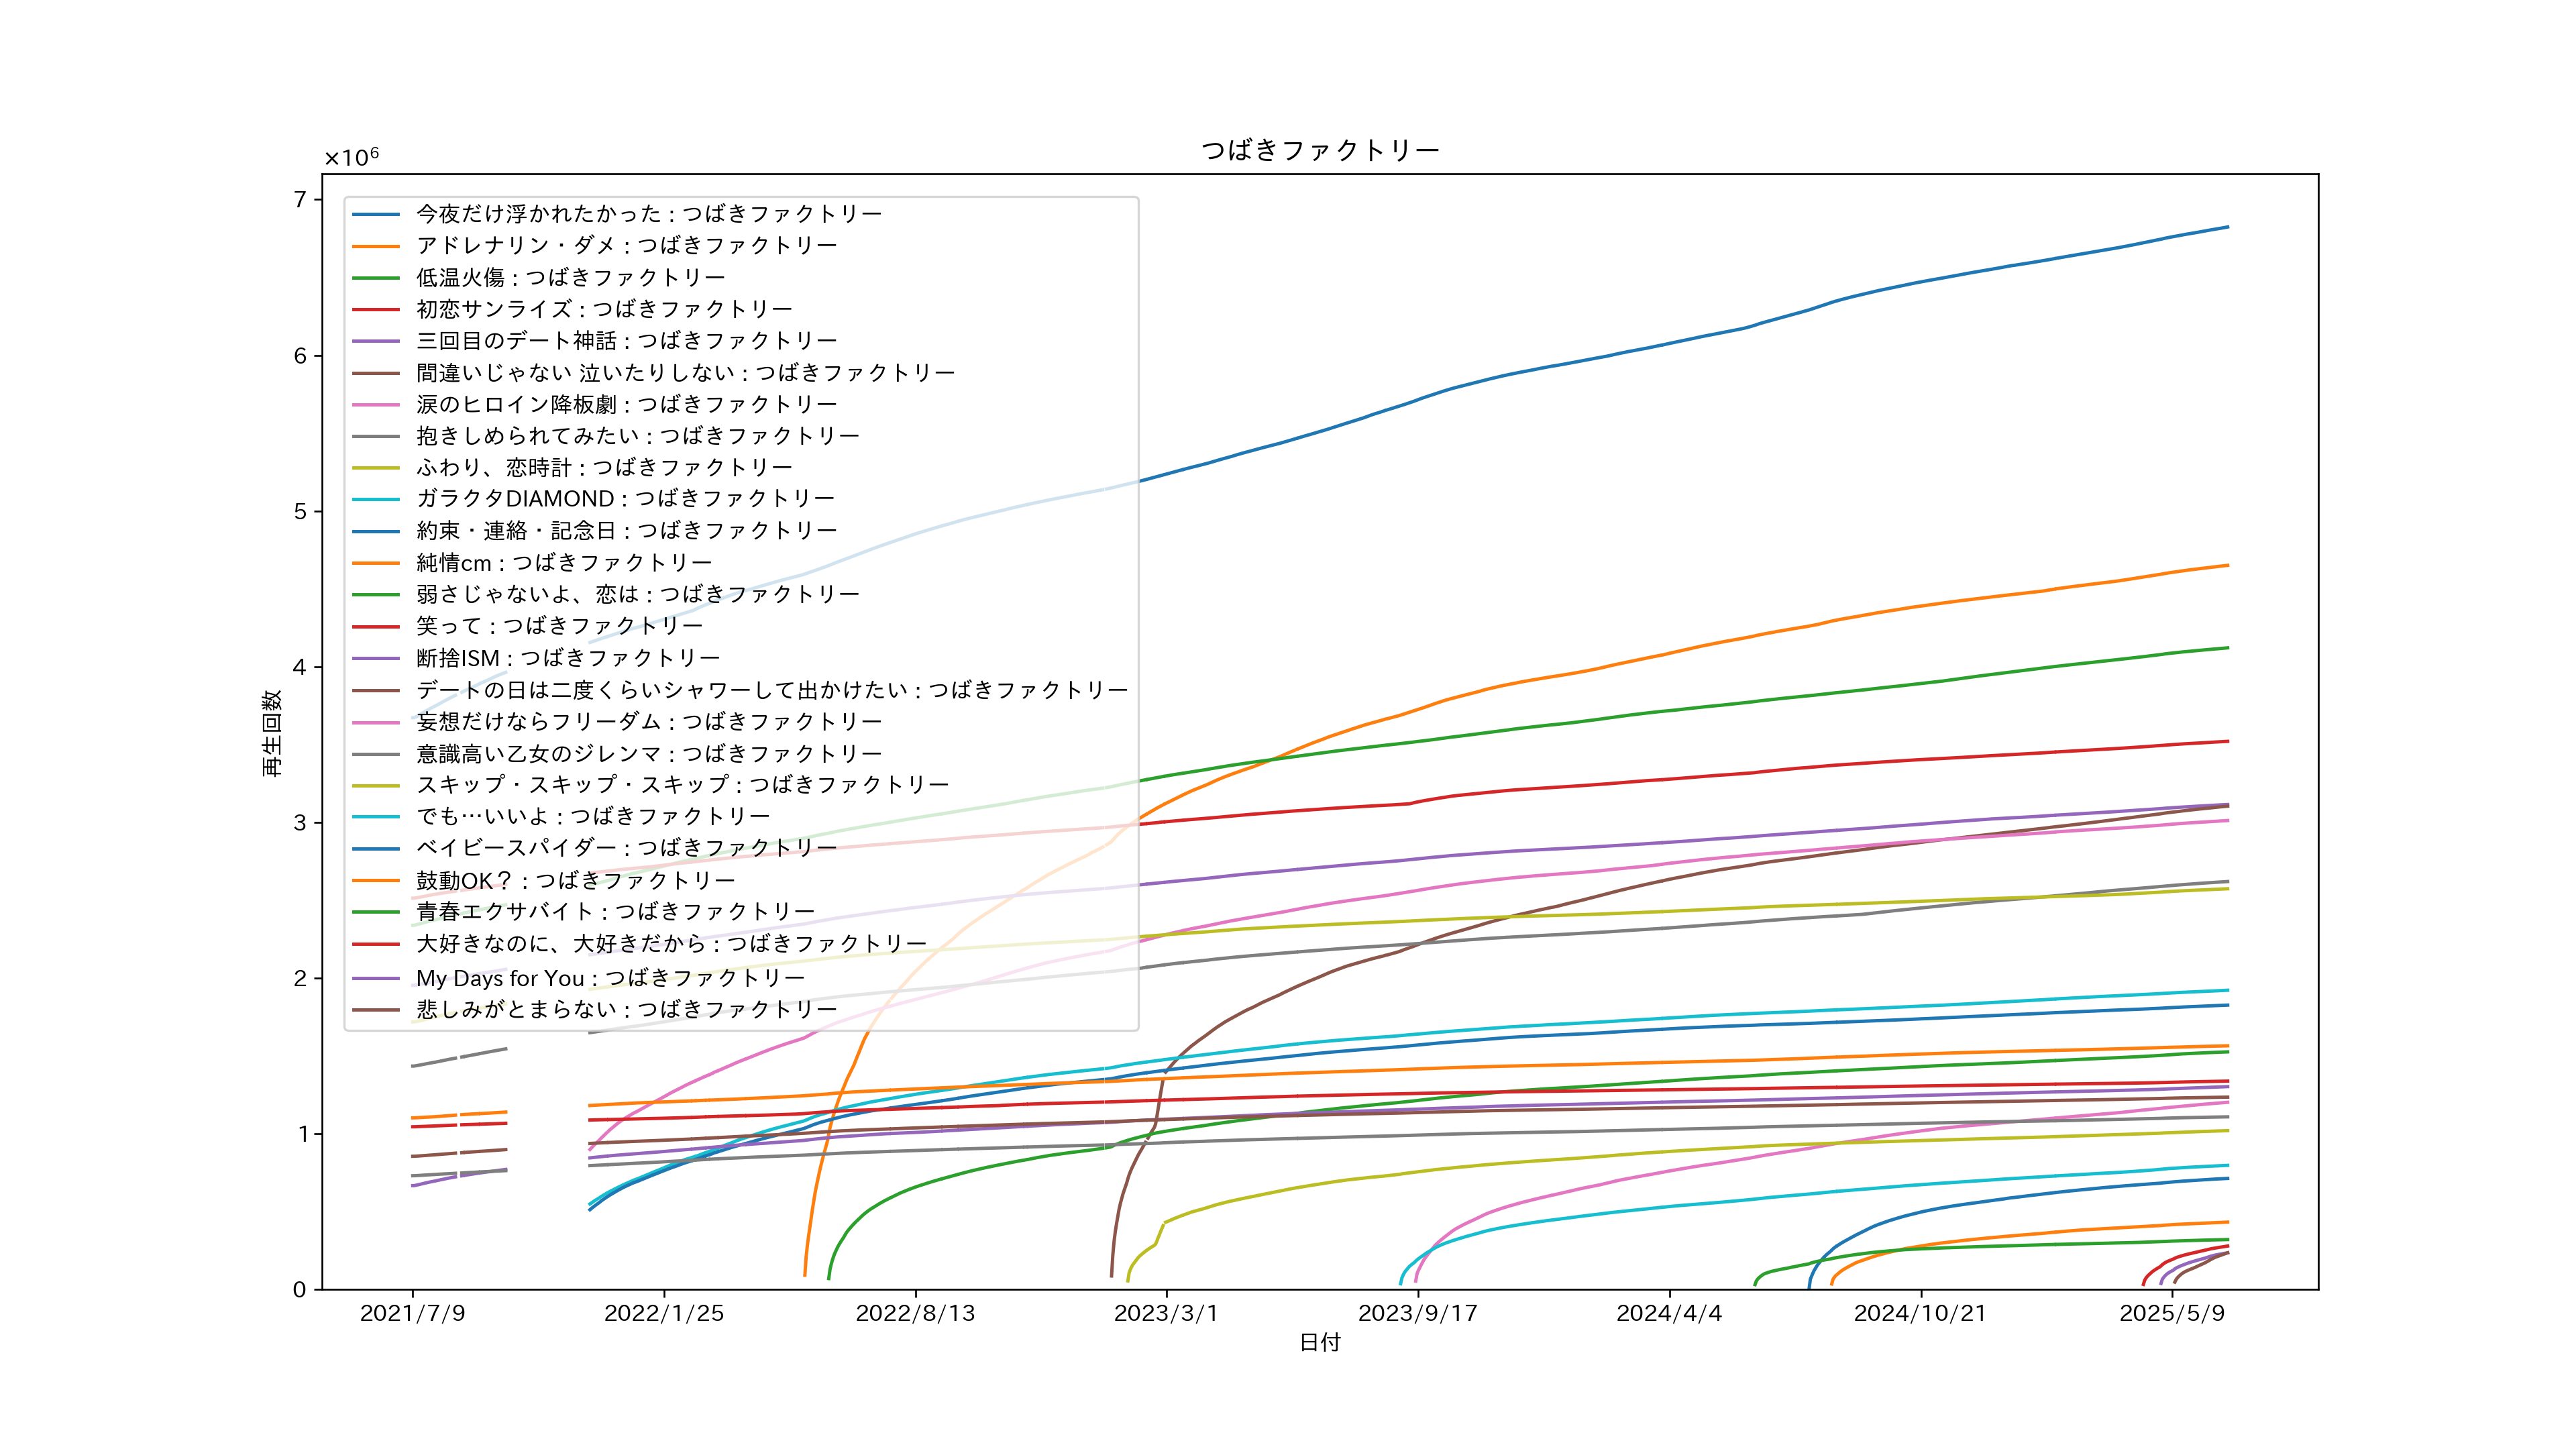 つばきファクトリー
×10⁶
7
6
5
4
3
2
1
0
再生回数
今夜だけ浮かれたかった : つばきファクトリー
アドレナリン・ダメ : つばきファクトリー
低温火傷 : つばきファクトリー
初恋サンライズ : つばきファクトリー
三回目のデート神話 : つばきファクトリー
間違いじゃない 泣いたりしない : つばきファクトリー
涙のヒロイン降板劇 : つばきファクトリー
抱きしめられてみたい : つばきファクトリー
ふわり、恋時計 : つばきファクトリー
ガラクタDIAMOND : つばきファクトリー
約束・連絡・記念日 : つばきファクトリー
純情cm : つばきファクトリー
弱さじゃないよ、恋は : つばきファクトリー
笑って : つばきファクトリー
断捨ISM : つばきファクトリー
デートの日は二度くらいシャワーして出かけたい : つばきファクトリー
妄想だけならフリーダム : つばきファクトリー
意識高い乙女のジレンマ : つばきファクトリー
スキップ・スキップ・スキップ : つばきファクトリー
でも…いいよ : つばきファクトリー
ベイビースパイダー : つばきファクトリー
鼓動OK？ : つばきファクトリー
青春エクサバイト : つばきファクトリー
大好きなのに、大好きだから : つばきファクトリー
My Days for You : つばきファクトリー
悲しみがとまらない : つばきファクトリー
2021/7/9 2022/1/25 2022/8/13 2023/3/1 2023/9/17 2024/4/4 2024/10/21 2025/5/9
日付